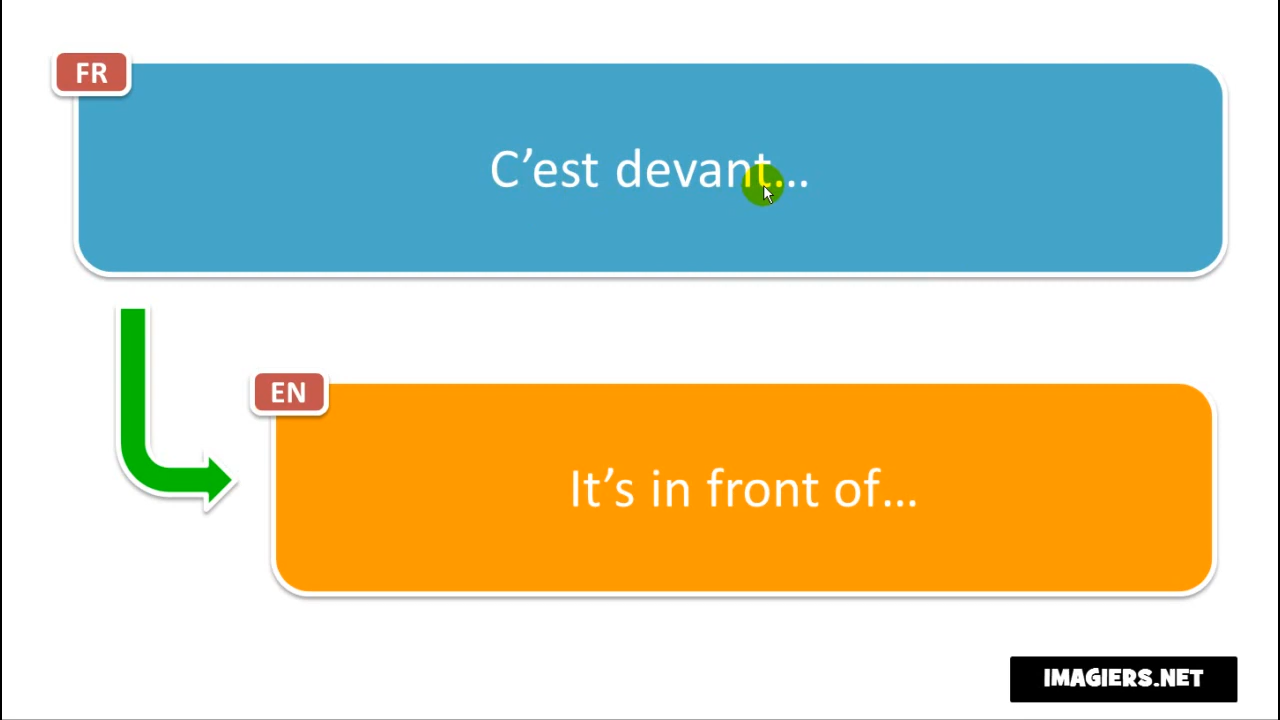 FR
C’est devant...
EN
It’s in front of...
IMAGIERS.NET